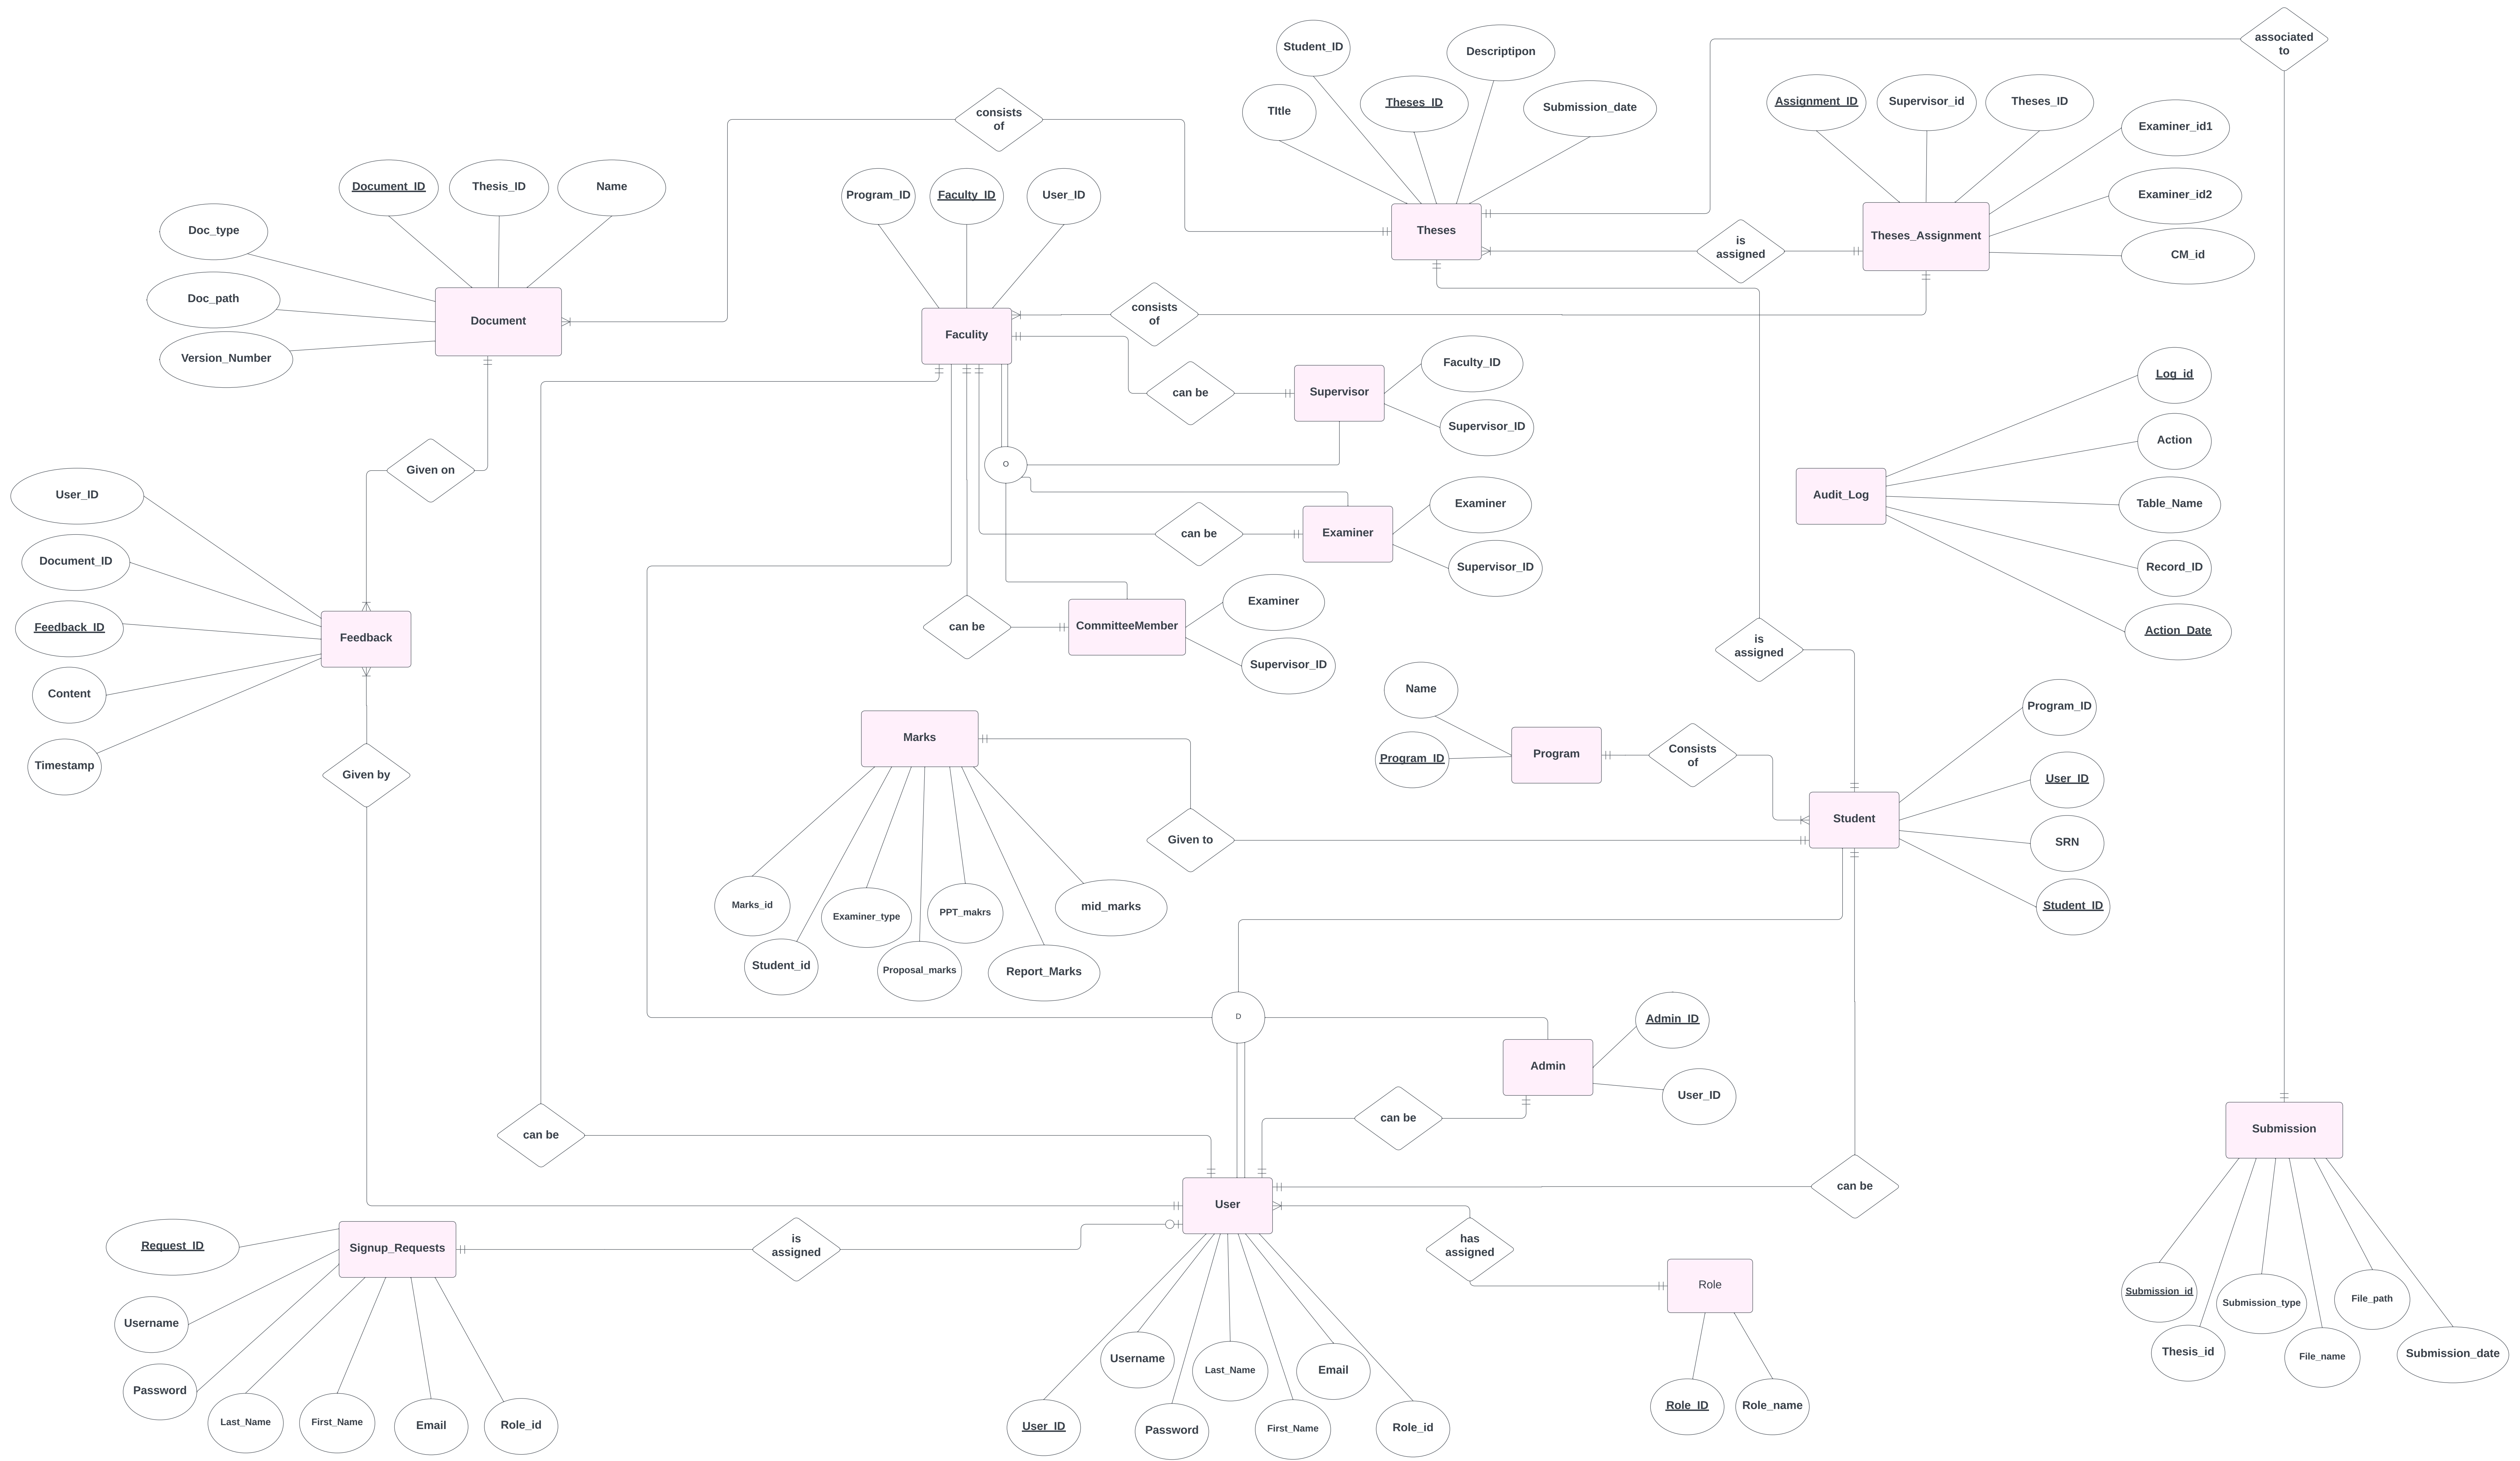 associated
to
Student_ID
Descriptipon
TItle
Theses_ID
Submission_date
Assignment_ID
Supervisor_id
Theses_ID
Examiner_id1
Examiner_id2
CM_id
consists
of
Document_ID
Thesis_ID
Name
Doc_type
Doc_path
Version_Number
Document
Program_ID
Faculty_ID
User_ID
Faculity
Theses
is
assigned
Theses_Assignment
consists
of
can be
Supervisor
Faculty_ID
Supervisor_ID
Given on
O
can be
Examiner
Examiner
Supervisor_ID
Audit_Log
Log_id
Action
Table_Name
Record_ID
Action_Date
User_ID
Document_ID
Feedback_ID
Content
Timestamp
Feedback
can be
CommitteeMember
Examiner
Supervisor_ID
is
assigned
Given by
Marks
Name
Program_ID
Program
Consists
of
Program_ID
User_ID
SRN
Student_ID
Student
Given to
Marks_id
Student_id
Examiner_type
Proposal_marks
PPT_makrs
Report_Marks
mid_marks
D
Admin_ID
User_ID
Admin
can be
can be
can be
Submission
User
Request_ID
Signup_Requests
is
assigned
has
assigned
Role
Username
Password
Last_Name
First_Name
Email
Role_id
User_ID
Username
Password
Last_Name
First_Name
Email
Role_id
Role_ID
Role_name
Submission_id
Thesis_id
Submission_type
File_name
File_path
Submission_date